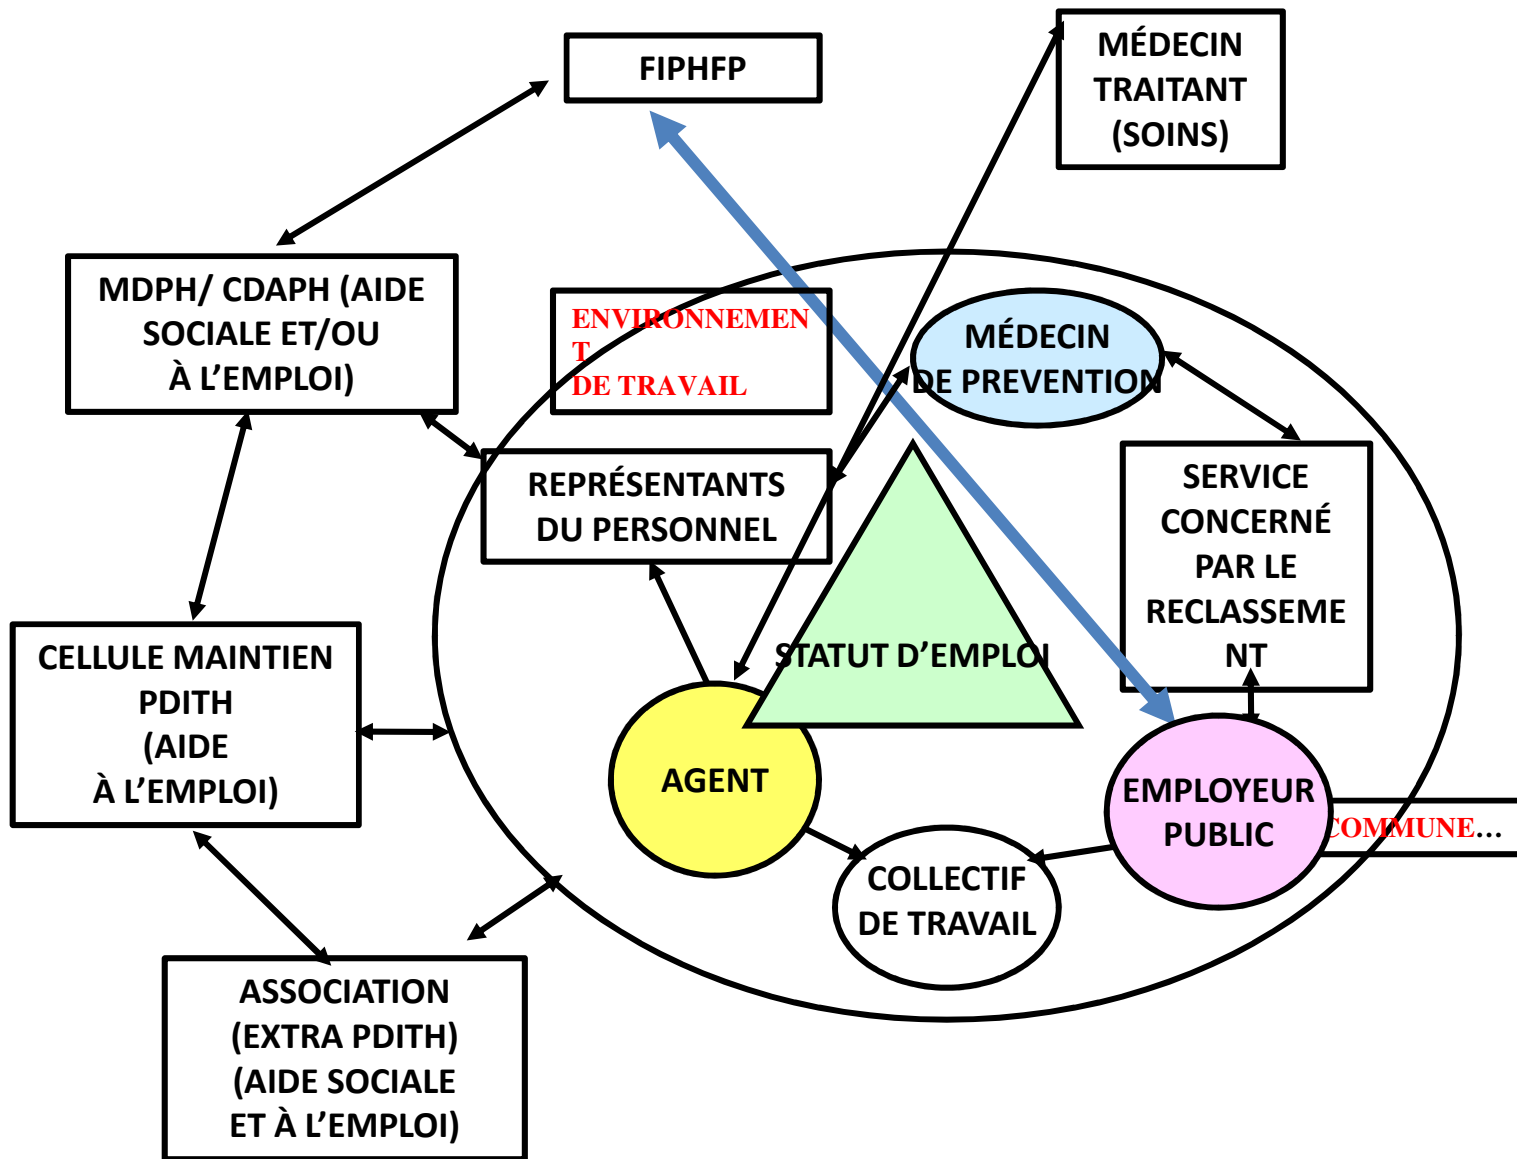 FIPHFP
MÉDECIN
TRAITANT
(SOINS)
MDPH/ CDAPH (AIDE
SOCIALE ET/OU
À L’EMPLOI)
ENVIRONNEMEN
T
DE TRAVAIL
MÉDECIN
DE PREVENTION
REPRÉSENTANTS
DU PERSONNEL
SERVICE
CONCERNÉ
PAR LE
RECLASSEME
NT
STATUT D’EMPLOI
CELLULE MAINTIEN
PDITH
(AIDE
À L’EMPLOI)
AGENT
EMPLOYEUR
PUBLIC
COMMUNE…
COLLECTIF
DE TRAVAIL
ASSOCIATION
(EXTRA PDITH)
(AIDE SOCIALE
ET À L’EMPLOI)